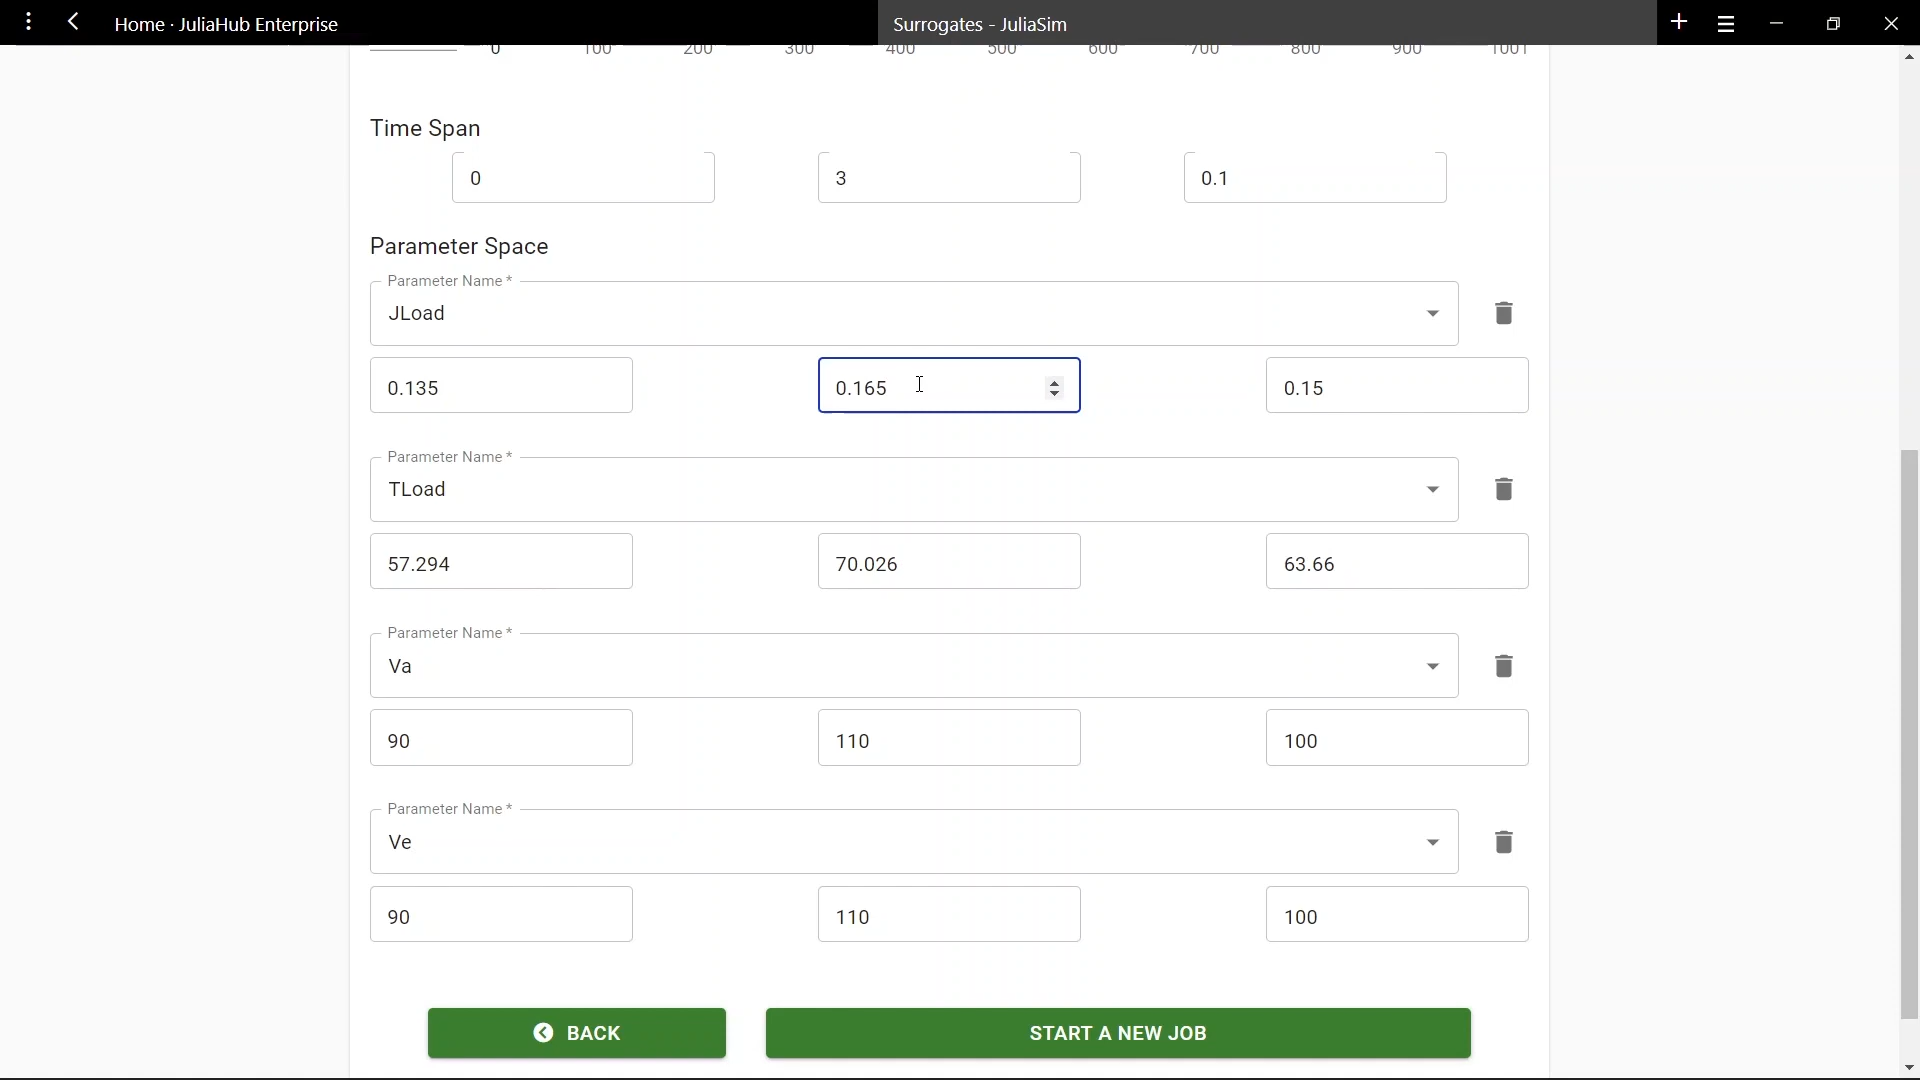 Home · JuliaHub Enterprise
Surrogates - JuliaSim
0 100 200 300 400 500 600 700 800 900 1001
Time Span
0 3 0.1
Parameter Space
Parameter Name *
JLoad
0.135 0.165 0.15
Parameter Name *
TLoad
57.294 70.026 63.66
Parameter Name *
Va
90 110 100
Parameter Name *
Ve
90 110 100
BACK
START A NEW JOB